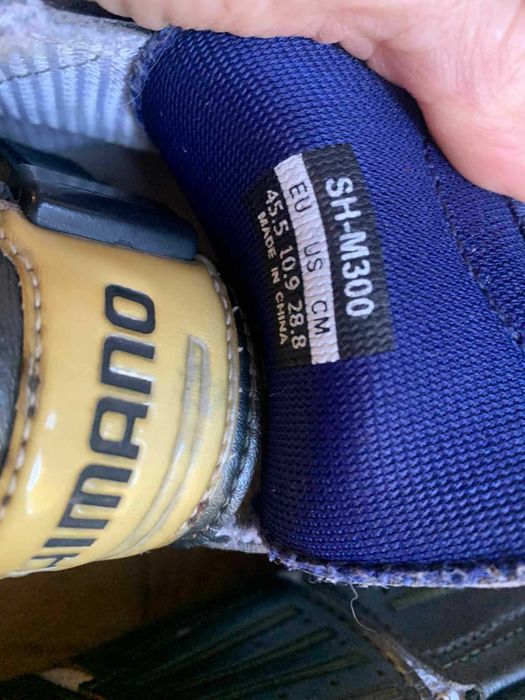 SH-M300
EU US CM
45.5 10.9 28.8
MADE IN CHINA
SHIMANO